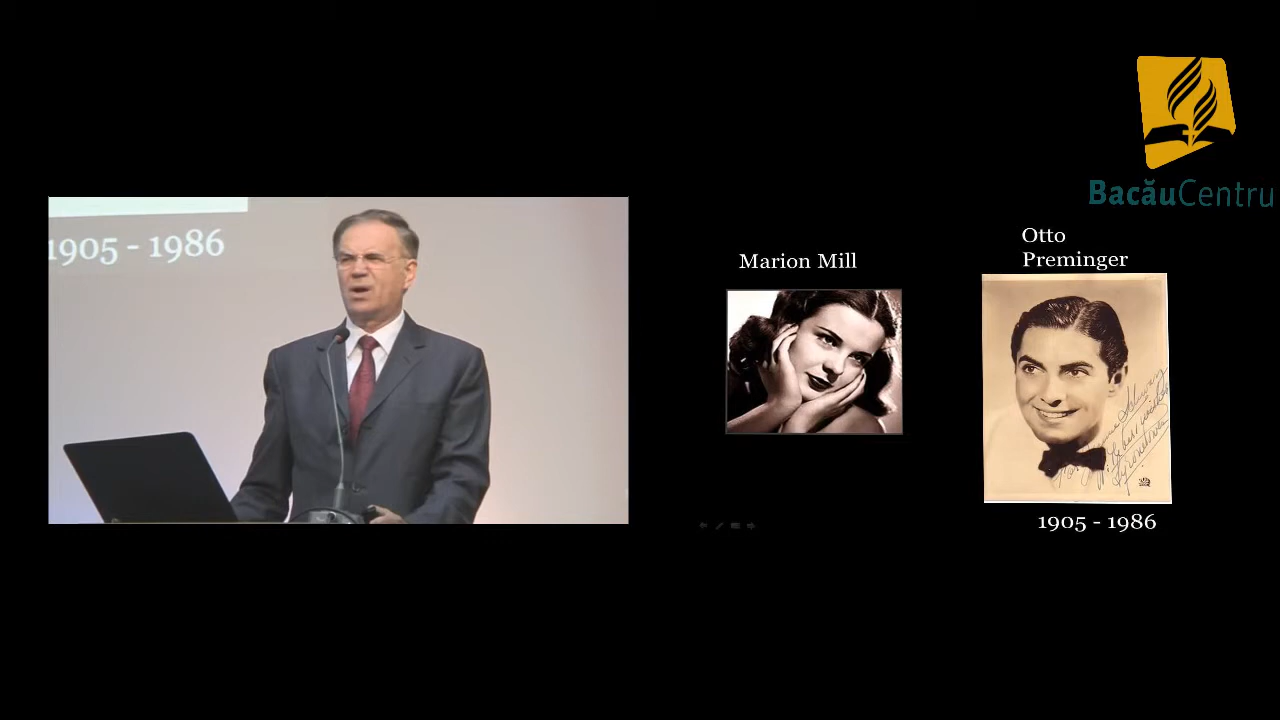 BacăuCentru
1905 - 1986
Marion Mill
Otto
Preminger
1905 - 1986